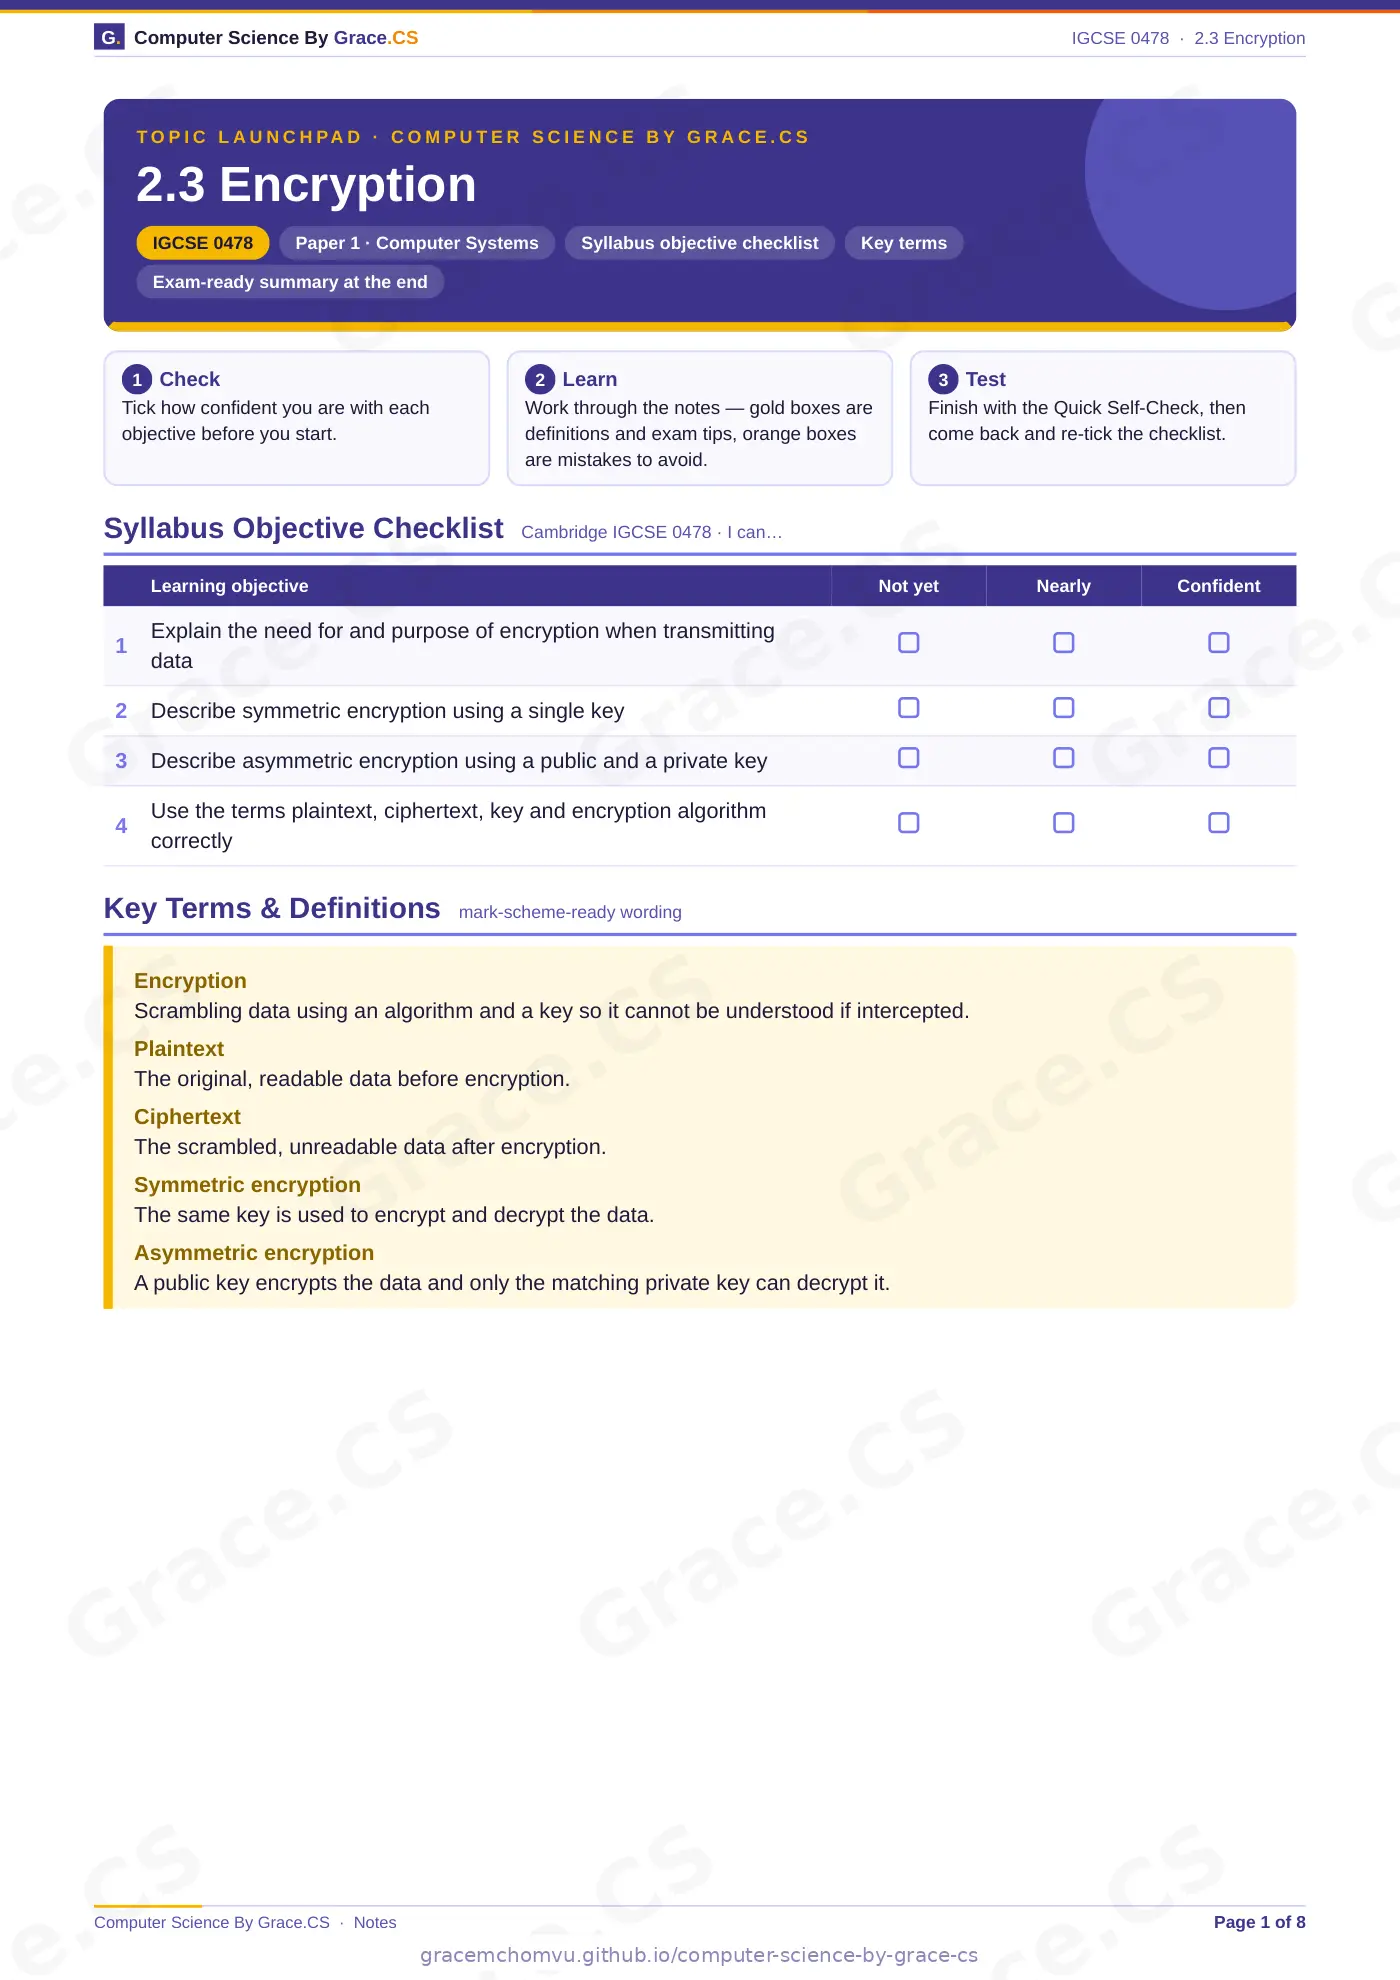 G. Computer Science By Grace.CS
IGCSE 0478 · 2.3 Encryption
TOPIC LAUNCHPAD · COMPUTER SCIENCE BY GRACE.CS
2.3 Encryption
IGCSE 0478 Paper 1 · Computer Systems Syllabus objective checklist Key terms
Exam-ready summary at the end
1 Check
Tick how confident you are with each
objective before you start.
2 Learn
Work through the notes — gold boxes are
definitions and exam tips, orange boxes
are mistakes to avoid.
3 Test
Finish with the Quick Self-Check, then
come back and re-tick the checklist.
Syllabus Objective Checklist Cambridge IGCSE 0478 · I can…
Learning objective Not yet Nearly Confident
1 Explain the need for and purpose of encryption when transmitting
data
2 Describe symmetric encryption using a single key
3 Describe asymmetric encryption using a public and a private key
4 Use the terms plaintext, ciphertext, key and encryption algorithm
correctly
Key Terms & Definitions mark-scheme-ready wording
Encryption
Scrambling data using an algorithm and a key so it cannot be understood if intercepted.
Plaintext
The original, readable data before encryption.
Ciphertext
The scrambled, unreadable data after encryption.
Symmetric encryption
The same key is used to encrypt and decrypt the data.
Asymmetric encryption
A public key encrypts the data and only the matching private key can decrypt it.
Computer Science By Grace.CS · Notes
Page 1 of 8
gracemchomvu.github.io/computer-science-by-grace-cs